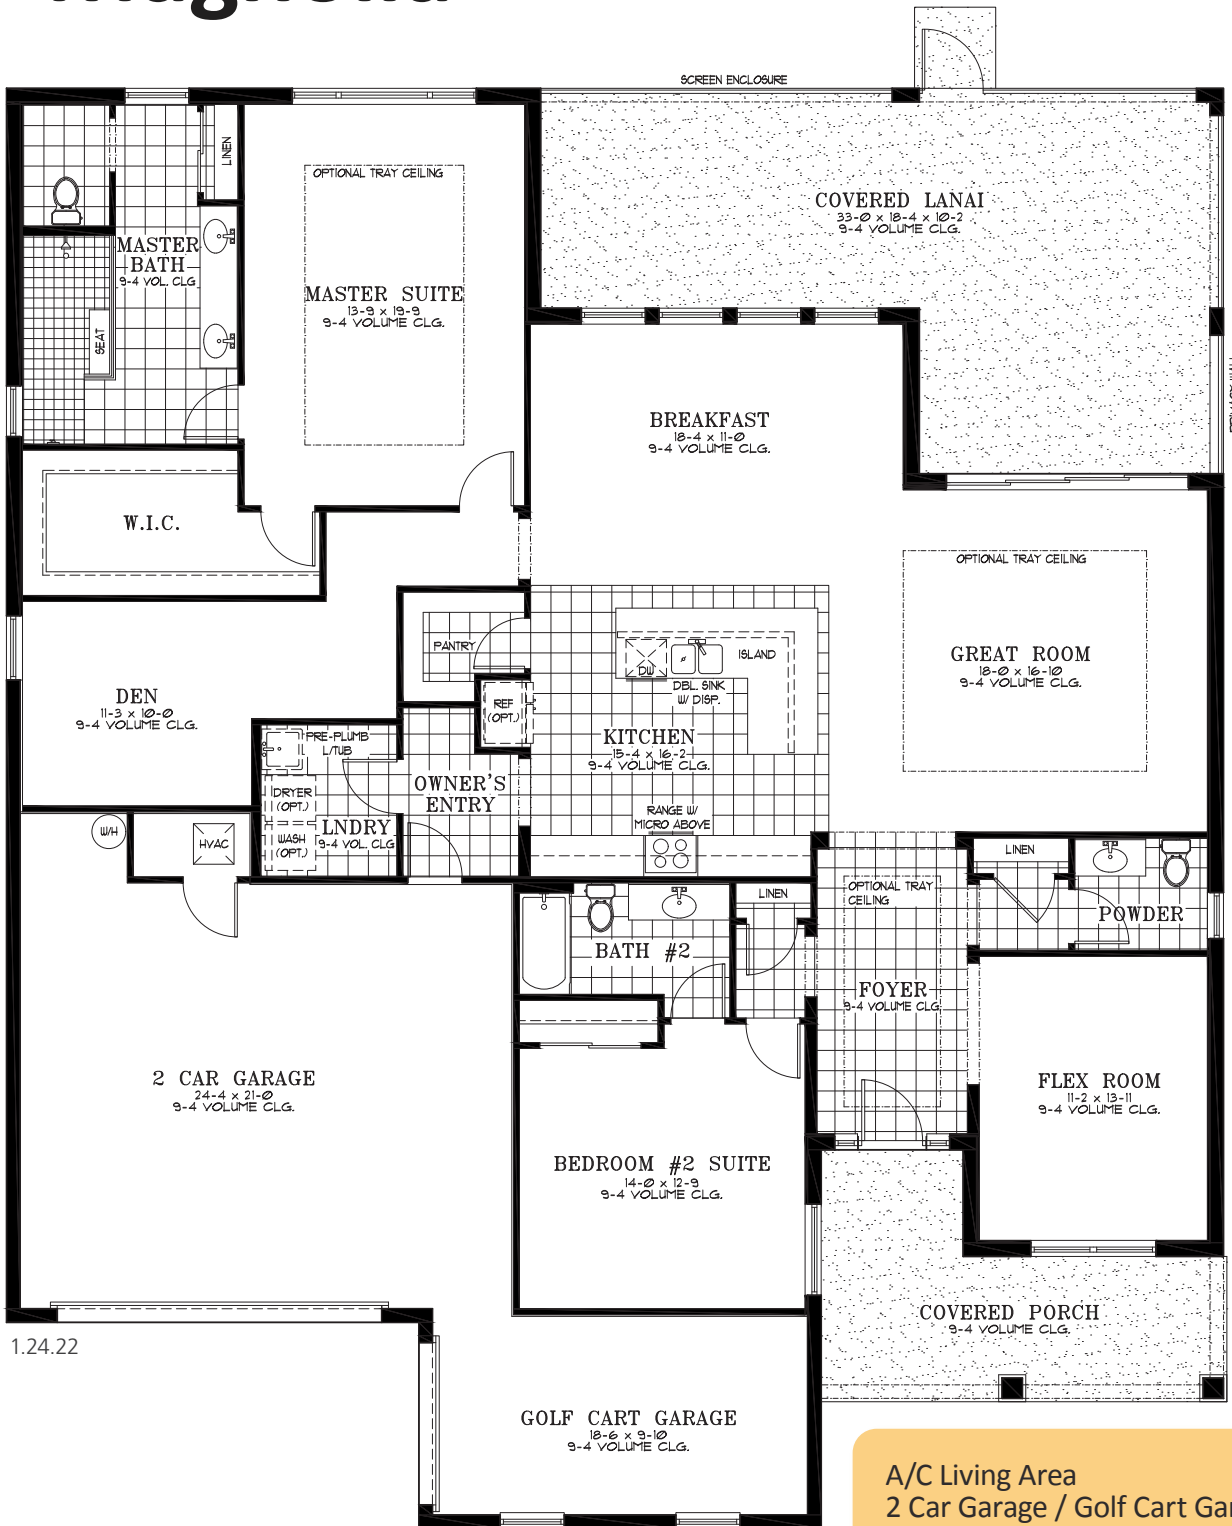 SCREEN ENCLOSURE
LINEN
OPTIONAL TRAY CEILING
COVERED LANAI
33-0 x 18-4 x 10-2
9-4 VOLUME CLG.
MASTER
BATH
9-4 VOL. CLG
MASTER SUITE
13-9 x 19-9
9-4 VOLUME CLG.
SEAT
BREAKFAST
18-4 x 11-0
9-4 VOLUME CLG.
W.I.C.
OPTIONAL TRAY CEILING
PANTRY
DW
ISLAND
DBL. SINK
W/ DISP.
GREAT ROOM
18-0 x 16-10
9-4 VOLUME CLG.
DEN
11-3 x 10-0
9-4 VOLUME CLG.
REF
(OPT.)
KITCHEN
15-4 x 16-2
9-4 VOLUME CLG.
PRE-PLUMB
L/TUB
OWNER'S
ENTRY
DRYER
(OPT.)
RANGE W/
MICRO ABOVE
W/H
HVAC
WASH
(OPT.)
LNDRY
9-4 VOL. CLG
LINEN
POWDER
OPTIONAL TRAY
CEILING
LINEN
BATH #2
FOYER
9-4 VOLUME CLG
2 CAR GARAGE
24-4 x 21-0
9-4 VOLUME CLG.
FLEX ROOM
11-2 x 13-11
9-4 VOLUME CLG.
BEDROOM #2 SUITE
14-0 x 12-9
9-4 VOLUME CLG.
COVERED PORCH
9-4 VOLUME CLG.
1.24.22
GOLF CART GARAGE
18-6 x 9-10
9-4 VOLUME CLG.
A/C Living Area
2 Car Garage / Golf Cart Gar